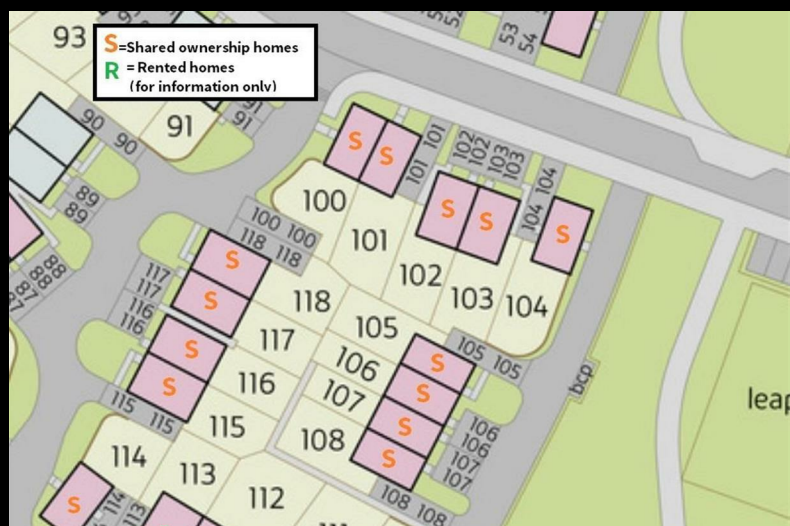 93
S=Shared ownership homes
R = Rented homes
(for information only)
53
54
90
90
91
91
91
89
89
88
88
87
87
101
101
102
102
103
103
104
104
S
S
S
S
S
100
101
102
103
104
100 100
118 118
117
117
116
116
S
S
S
S
118
117
116
115
105
106
107
108
105 105
S
S
S
S
106
106
107
107
108 108
bcp
leap
115 115
114
113
112
S
114
113